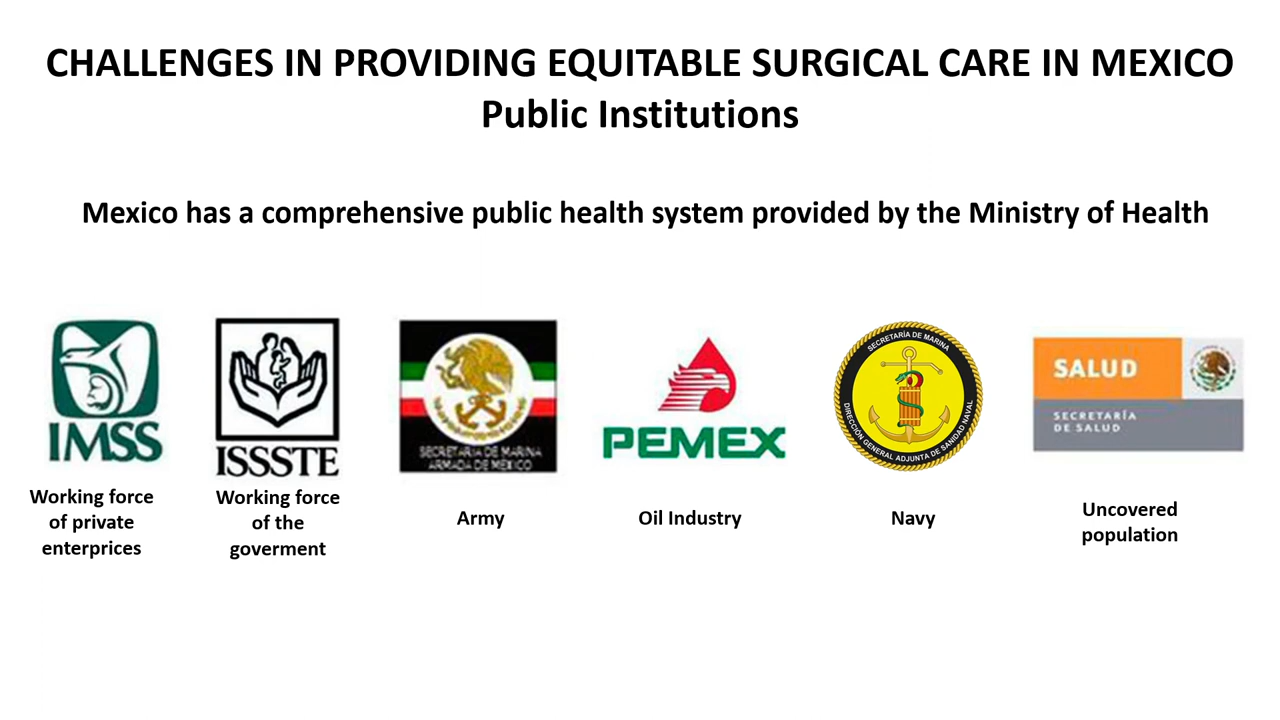 CHALLENGES IN PROVIDING EQUITABLE SURGICAL CARE IN MEXICO
Public Institutions
Mexico has a comprehensive public health system provided by the Ministry of Health
IMSS
Working force
of private
enterprices
ISSSTE
Working force
of the
goverment
SECRETARIA DE MARINA
ARMADA DE MEXICO
Army
PEMEX
Oil Industry
SECRETARÍA DE MARINA
DIRECCIÓN GENERAL ADJUNTA DE SANIDAD NAVAL
Navy
SALUD
SECRETARÍA
DE SALUD
Uncovered
population